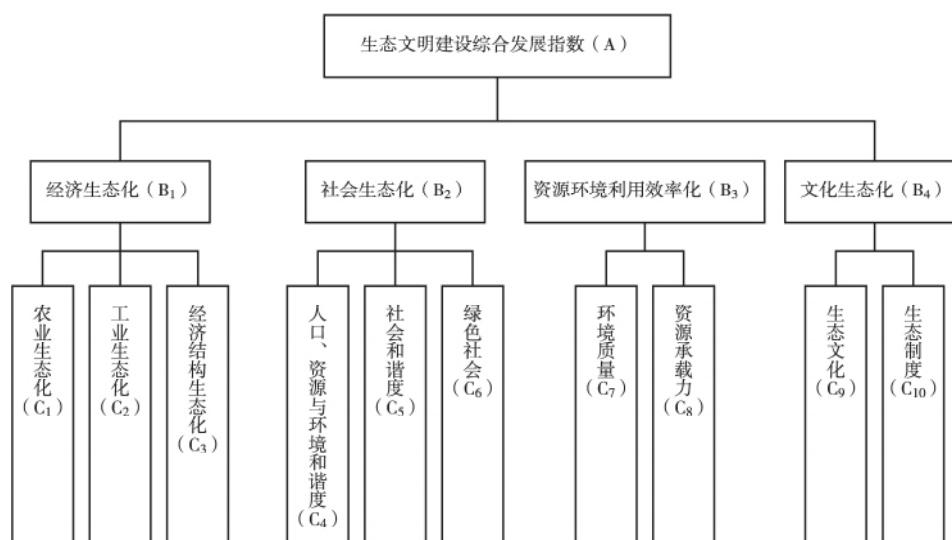 生态文明建设综合发展指数（A）
经济生态化（B₁）
社会生态化（B₂）
资源环境利用效率化（B₃）
文化生态化（B₄）
农业生态化（C₁）
工业生态化（C₂）
经济结构生态化（C₃）
人口、资源与环境和谐度（C₄）
社会和谐度（C₅）
绿色社会（C₆）
环境质量（C₇）
资源承载力（C₈）
生态文化（C₉）
生态制度（C₁₀）